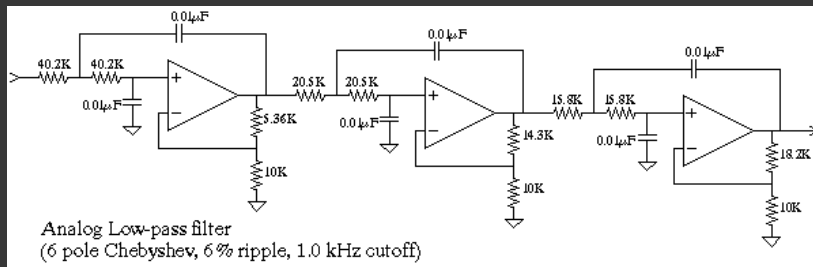 0.01µF
0.01µF
0.01µF
40.2K 40.2K
20.5K 20.5K
15.8K 15.8K
0.01µF
0.01µF
0.01µF
5.36K
14.3K
18.2K
10K
10K
10K
Analog Low-pass filter
(6 pole Chebyshev, 6% ripple, 1.0 kHz cutoff)